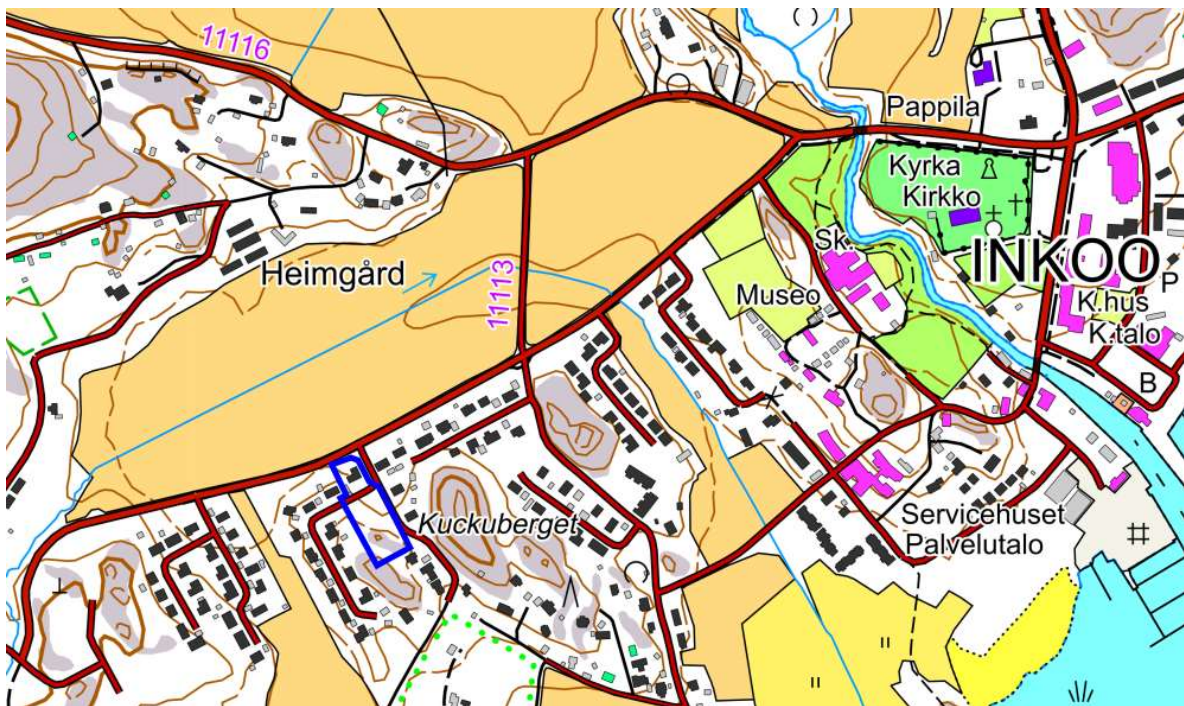 11116
Pappila
Kyrka
Kirkko
Sk.
INKOO
Heimgård
11113
Museo
K.hus
K.talo
P
B
Kuckuberget
Servicehuset
Palvelutalo